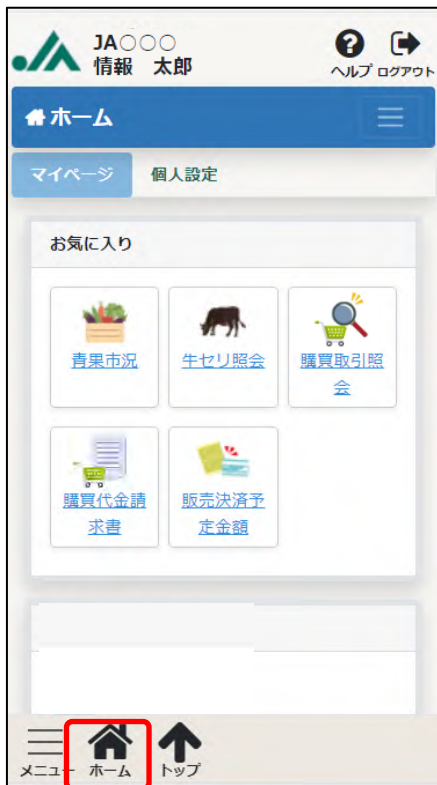 JA○○○
情報 太郎
ヘルプ ログアウト
ホーム
マイページ 個人設定
お気に入り
青果市況
牛セリ照会
購買取引照
会
購買代金請
求書
販売決済予
定金額
メニュー ホーム トップ